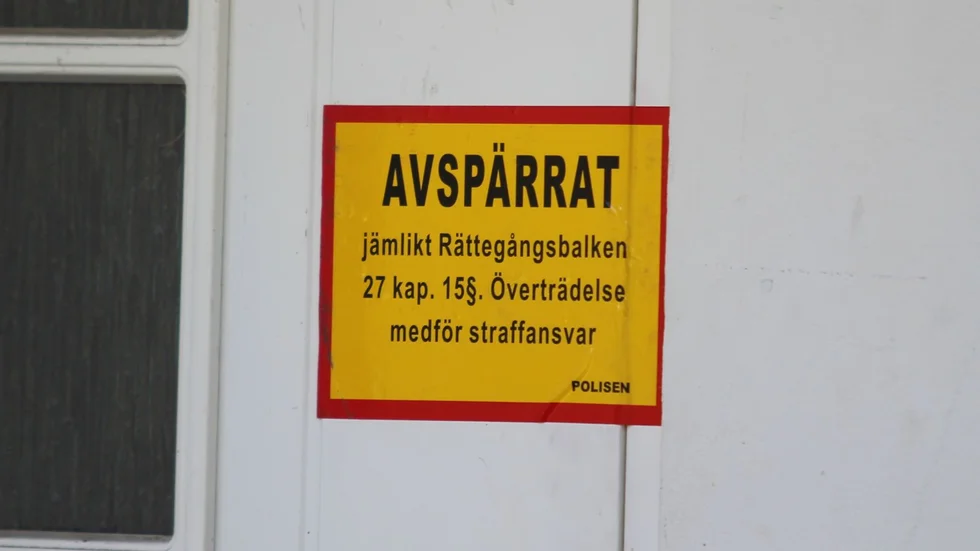 AVSPÄRRAT
jämlikt Rättegångsbalken
27 kap. 15§. Överträdelse
medför straffansvar
POLISEN